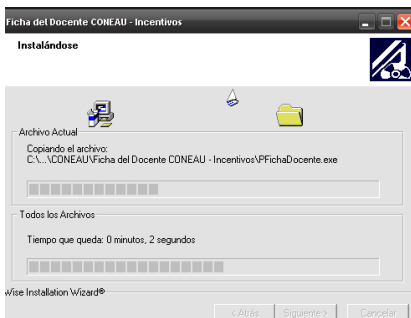 Ficha del Docente CONEAU - Incentivos
Instalándose
Archivo Actual
Copiando el archivo:
C:\...\CONEAU\Ficha del Docente CONEAU - Incentivos\PFichaDocente.exe
Todos los Archivos
Tiempo que queda: 0 minutos, 2 segundos
Wise Installation Wizard®
< Atrás Siguiente > Cancelar